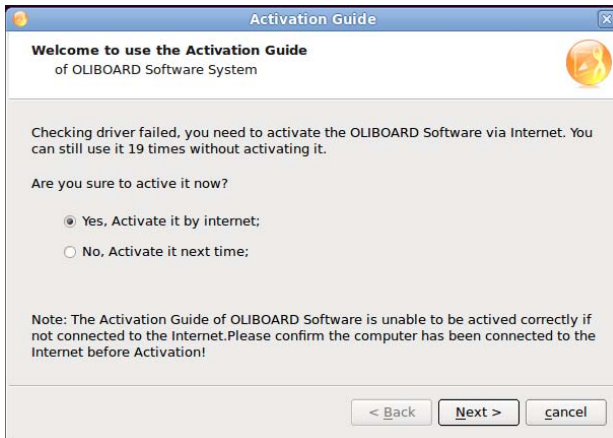 Activation Guide
Welcome to use the Activation Guide
of OLIBOARD Software System
Checking driver failed, you need to activate the OLIBOARD Software via Internet. You
can still use it 19 times without activating it.
Are you sure to active it now?
Yes, Activate it by internet;
No, Activate it next time;
Note: The Activation Guide of OLIBOARD Software is unable to be actived correctly if
not connected to the Internet.Please confirm the computer has been connected to the
Internet before Activation!
< Back Next > cancel